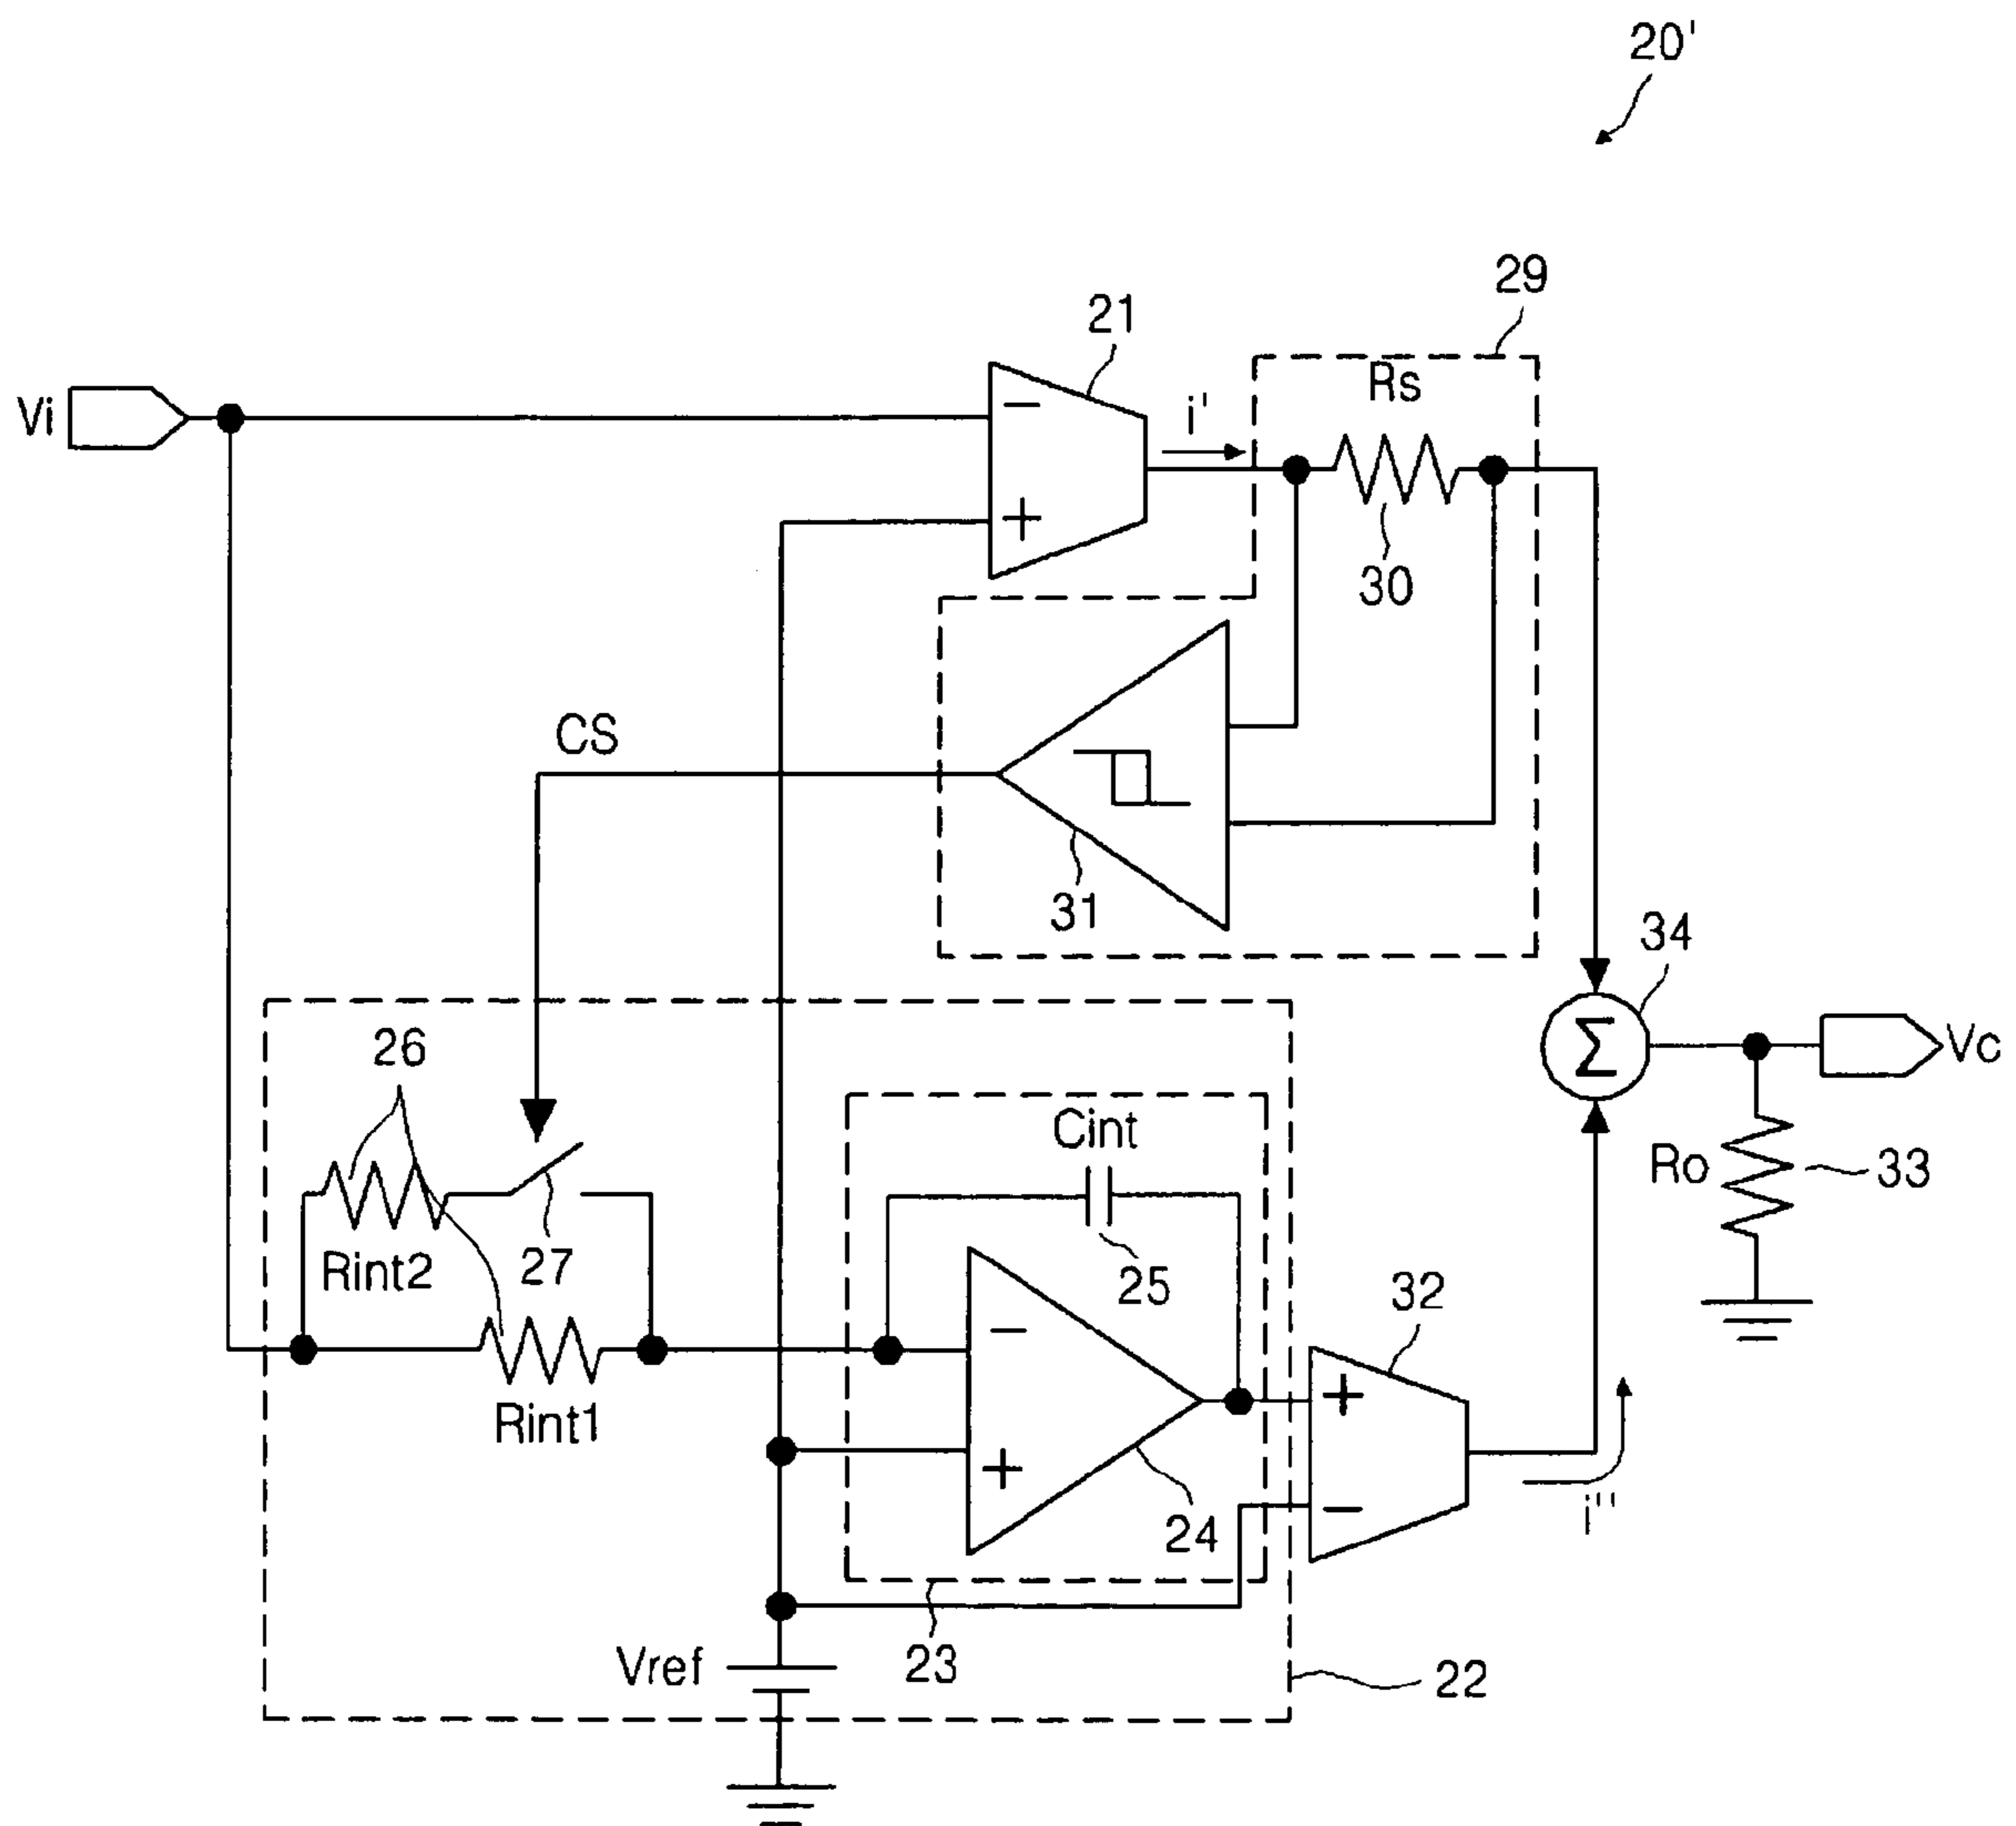 20'
29
21
Rs
Vi
i'
−
+
30
CS
31
34
26
Σ
Vc
Cint
Ro
33
Rint2
27
25
32
−
+
Rint1
+
−
24
i''
23
Vref
22